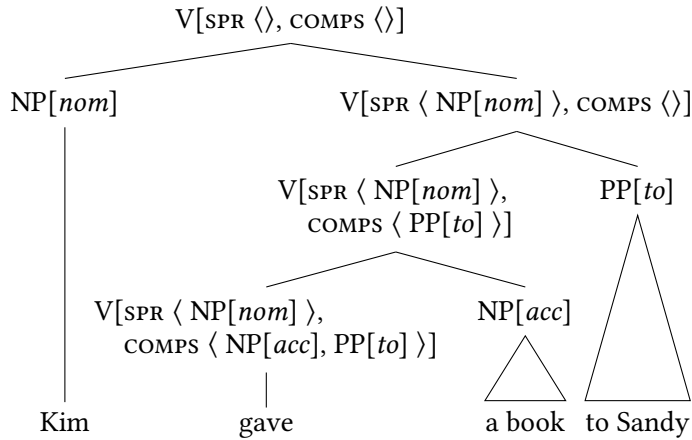 V[SPR ⟨⟩, COMPS ⟨⟩]
NP[nom] V[SPR ⟨ NP[nom] ⟩, COMPS ⟨⟩]
V[SPR ⟨ NP[nom] ⟩,
COMPS ⟨ PP[to] ⟩]
PP[to]
V[SPR ⟨ NP[nom] ⟩,
COMPS ⟨ NP[acc], PP[to] ⟩]
NP[acc]
Kim gave a book to Sandy